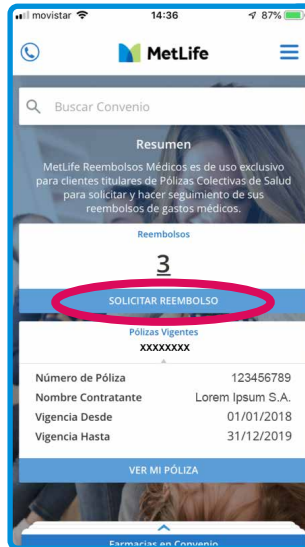 movistar 14:36 87%
MetLife
Buscar Convenio
Resumen
MetLife Reembolsos Médicos es de uso exclusivo
para clientes titulares de Pólizas Colectivas de Salud
para solicitar y hacer seguimiento de sus
reembolsos de gastos médicos.
Reembolsos
3
SOLICITAR REEMBOLSO
Pólizas Vigentes
xxxxxxxx
Número de Póliza 123456789
Nombre Contratante Lorem Ipsum S.A.
Vigencia Desde 01/01/2018
Vigencia Hasta 31/12/2019
VER MI PÓLIZA
Farmacias en Convenio